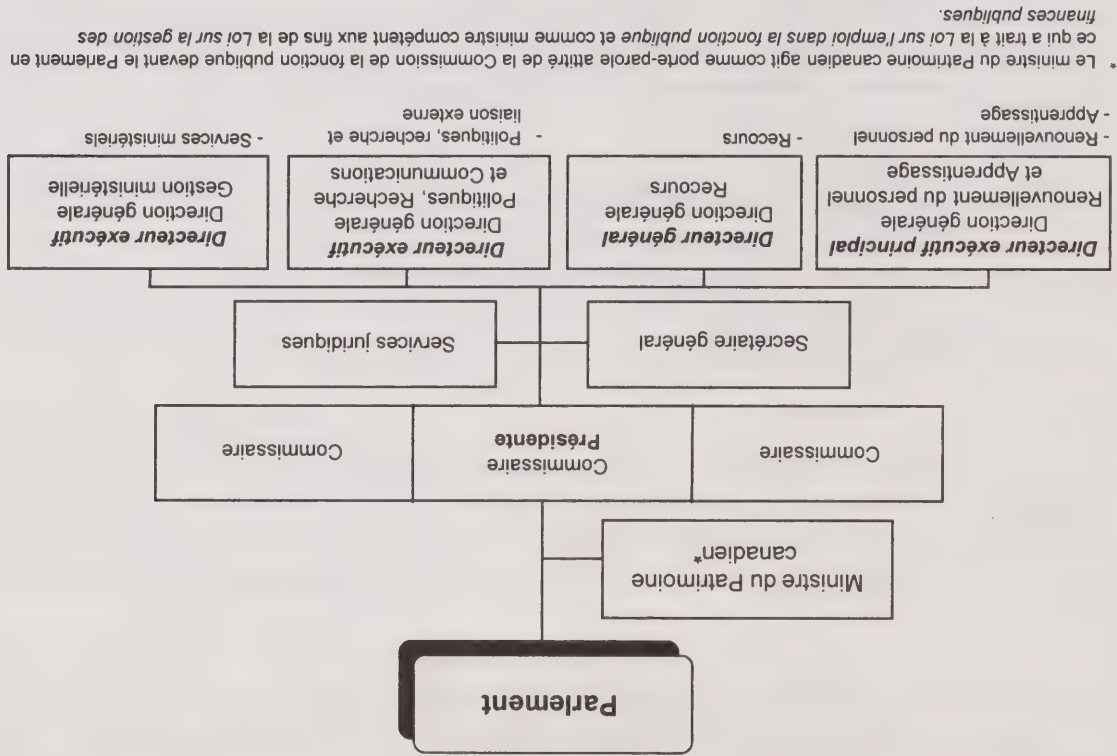 Parlement
Ministre du Patrimoine
canadien*
Commissaire
Commissaire
Présidente
Commissaire
Secrétaire général
Services juridiques
Directeur exécutif principal
Direction générale
Renouvellement du personnel
et Apprentissage
- Renouvellement du personnel
- Apprentissage
Directeur général
Direction générale
Recours
- Recours
Directeur exécutif
Direction générale
Politiques, Recherche
et Communications
- Politiques, recherche et
liaison externe
Directeur exécutif
Direction générale
Gestion ministérielle
- Services ministériels
* Le ministre du Patrimoine canadien agit comme porte-parole attitré de la Commission de la fonction publique devant le Parlement en
ce qui a trait à la Loi sur l'emploi dans la fonction publique et comme ministre compétent aux fins de la Loi sur la gestion des
finances publiques.